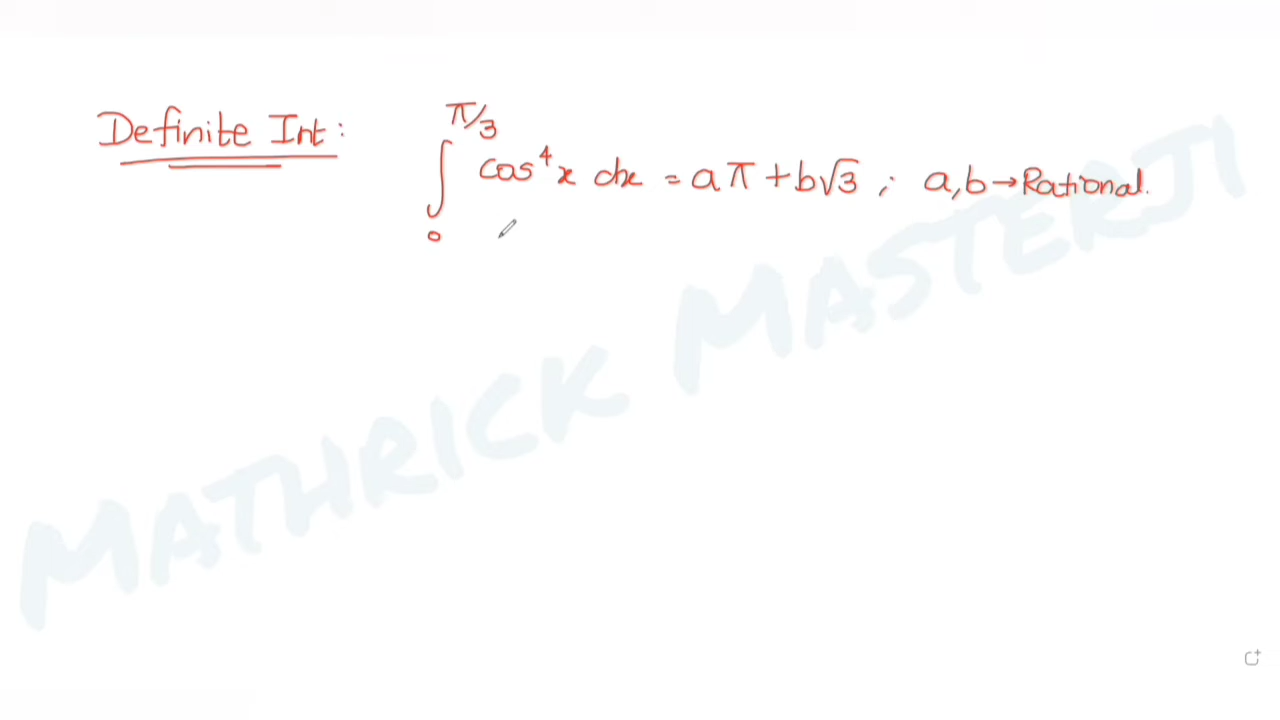 Definite Int: ∫₀^{π/3} cos⁴x dx = aπ + b√3 ; a,b → Rational.
MATHRICK MASTERJI